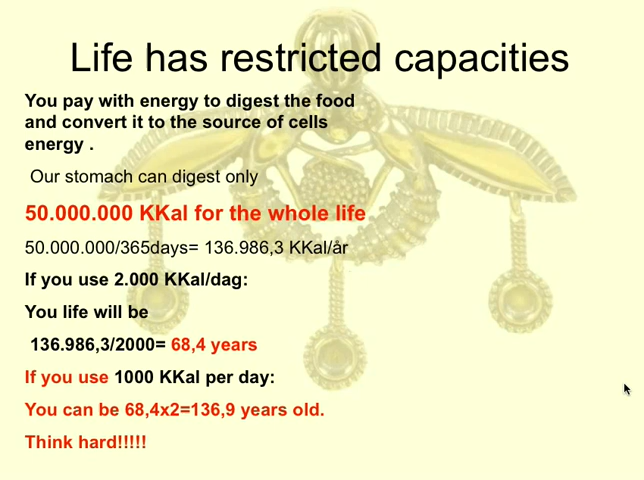 Life has restricted capacities
You pay with energy to digest the food
and convert it to the source of cells
energy .
Our stomach can digest only
50.000.000 KKal for the whole life
50.000.000/365days= 136.986,3 KKal/år
If you use 2.000 KKal/dag:
You life will be
136.986,3/2000= 68,4 years
If you use 1000 KKal per day:
You can be 68,4x2=136,9 years old.
Think hard!!!!!